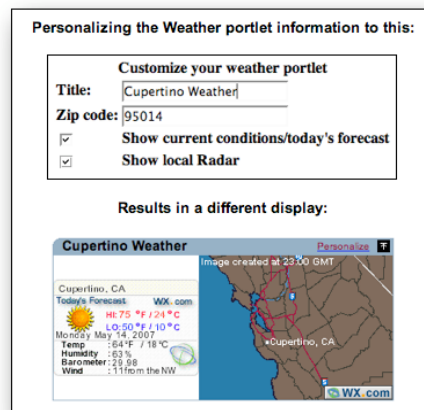 Personalizing the Weather portlet information to this:
Customize your weather portlet
Title: Cupertino Weather
Zip code: 95014
Show current conditions/today's forecast
Show local Radar
Results in a different display:
Cupertino Weather Personalize
Image created at 23:00 GMT
Cupertino, CA
Today's Forecast WX.com
HI:75 °F / 24 °C
LO:50 °F / 10 °C
Monday May 14, 2007
Temp :64°F / 18°C
Humidity :63%
Barometer:29.98
Wind :11from the NW
Cupertino, CA
WX.com